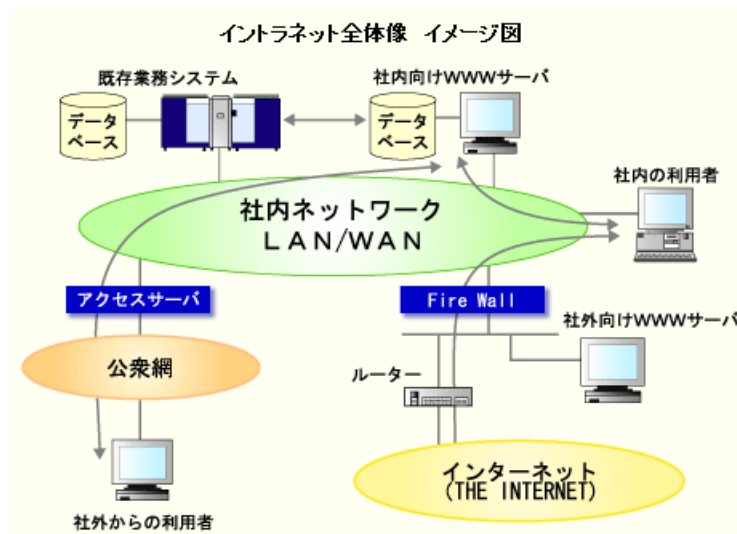 イントラネット全体像 イメージ図
既存業務システム
社内向けWWWサーバ
データ
ベース
データ
ベース
社内の利用者
社内ネットワーク
LAN/WAN
アクセスサーバ
Fire Wall
社外向けWWWサーバ
公衆網
ルーター
インターネット
(THE INTERNET)
社外からの利用者